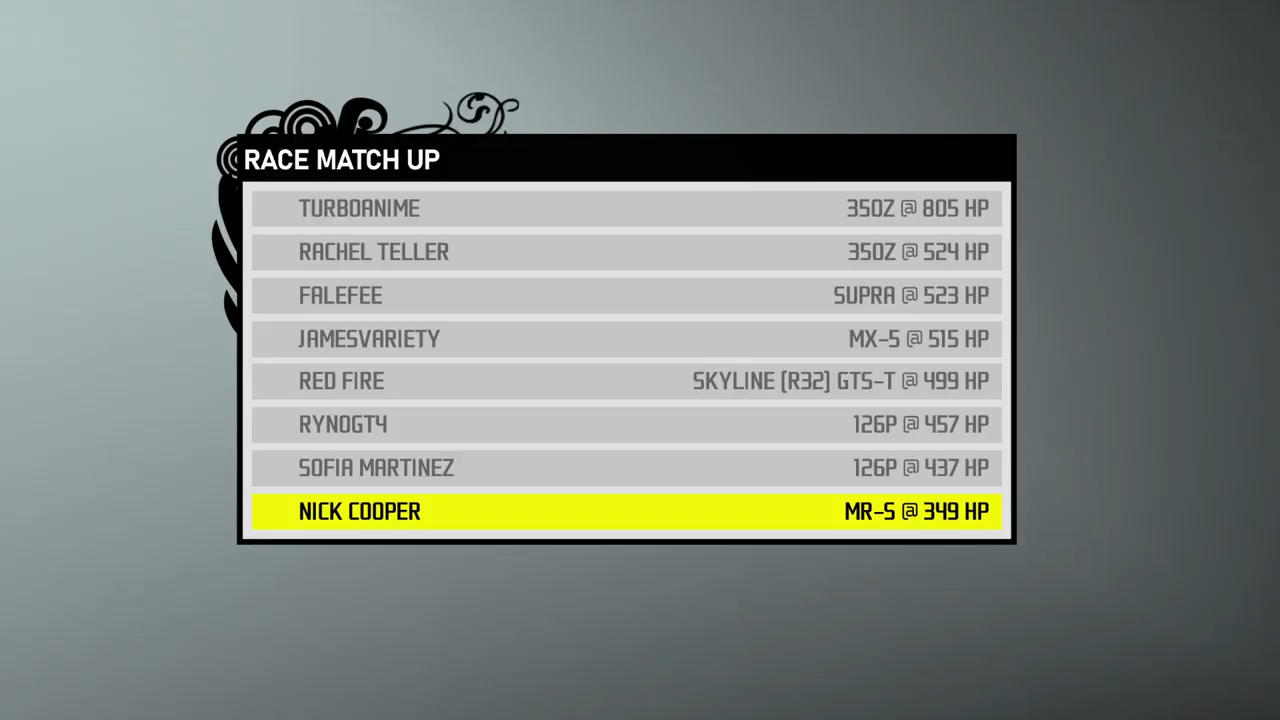 RACE MATCH UP
TURBOANIME 350Z @ 805 HP
RACHEL TELLER 350Z @ 524 HP
FALEFEE SUPRA @ 523 HP
JAMESVARIETY MX-5 @ 515 HP
RED FIRE SKYLINE (R32) GTS-T @ 499 HP
RYNOGT4 126P @ 457 HP
SOFIA MARTINEZ 126P @ 437 HP
NICK COOPER MR-S @ 349 HP